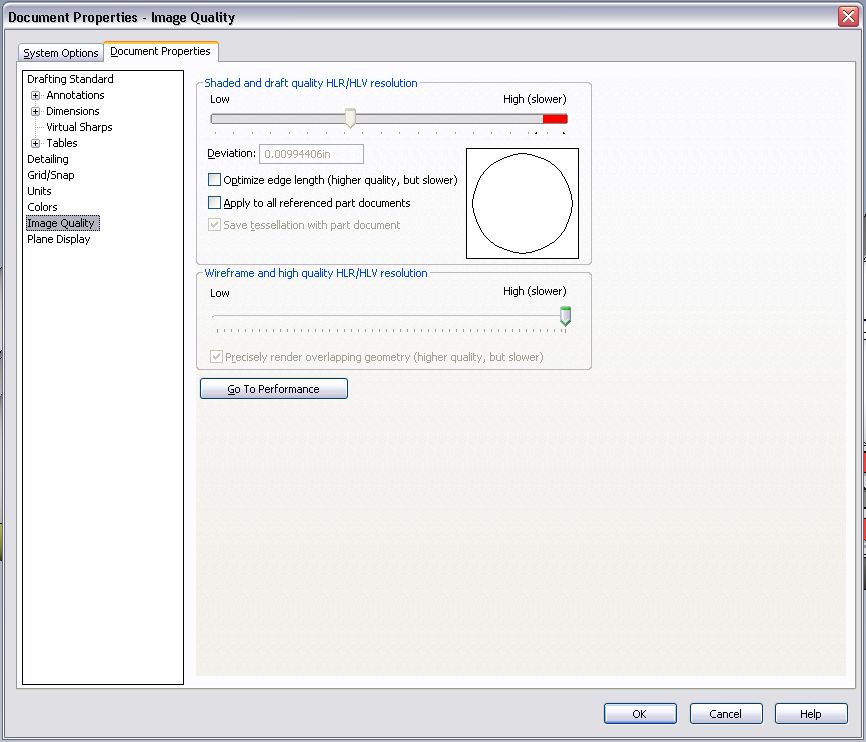 Document Properties - Image Quality
System Options
Document Properties
Drafting Standard
Annotations
Dimensions
Virtual Sharps
Tables
Detailing
Grid/Snap
Units
Colors
Image Quality
Plane Display
Shaded and draft quality HLR/HLV resolution
Low High (slower)
Deviation: 0.00994406in
Optimize edge length (higher quality, but slower)
Apply to all referenced part documents
Save tessellation with part document
Wireframe and high quality HLR/HLV resolution
Low High (slower)
Precisely render overlapping geometry (higher quality, but slower)
Go To Performance
OK Cancel Help